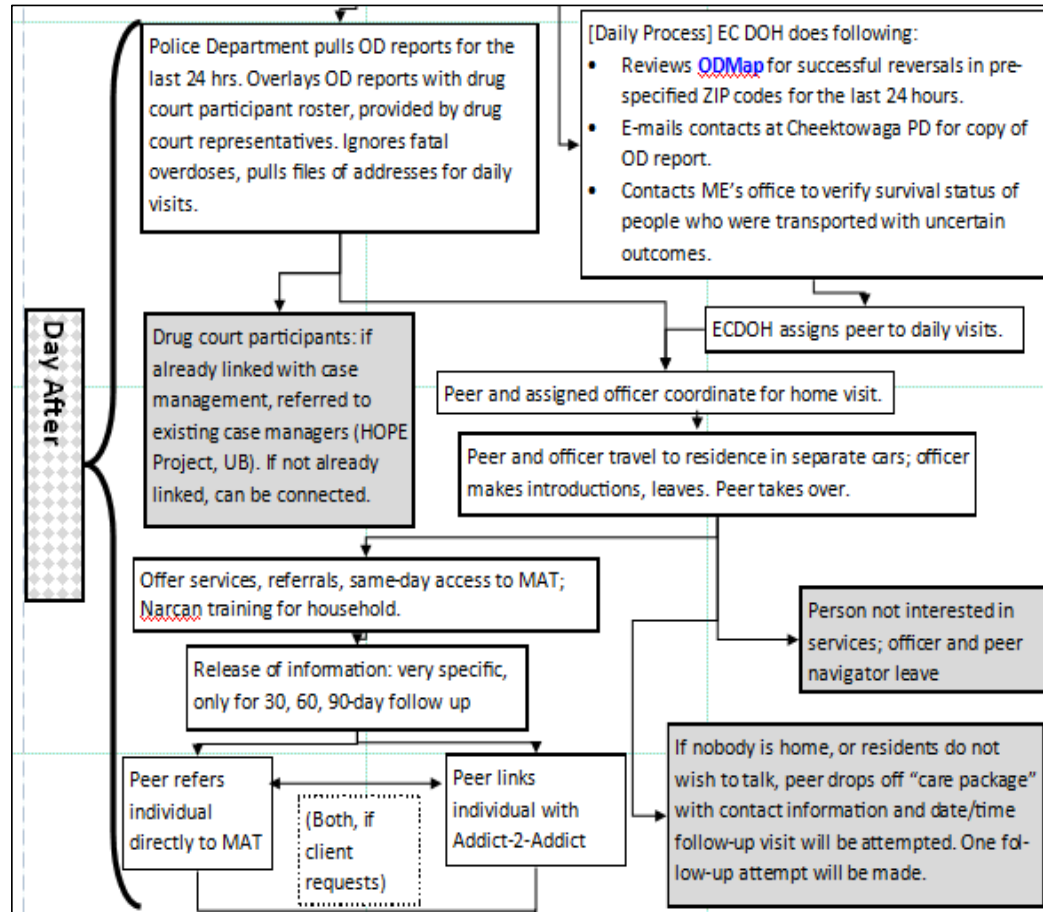 Police Department pulls OD reports for the
last 24 hrs. Overlays OD reports with drug
court participant roster, provided by drug
court representatives. Ignores fatal
overdoses, pulls files of addresses for daily
visits.
[Daily Process] EC DOH does following:
• Reviews ODMap for successful reversals in pre-
specified ZIP codes for the last 24 hours.
• E-mails contacts at Cheektowaga PD for copy of
OD report.
• Contacts ME's office to verify survival status of
people who were transported with uncertain
outcomes.
Day After
Drug court participants: if
already linked with case
management, referred to
existing case managers (HOPE
Project, UB). If not already
linked, can be connected.
ECDOH assigns peer to daily visits.
Peer and assigned officer coordinate for home visit.
Peer and officer travel to residence in separate cars; officer
makes introductions, leaves. Peer takes over.
Offer services, referrals, same-day access to MAT;
Narcan training for household.
Person not interested in
services; officer and peer
navigator leave
Release of information: very specific,
only for 30, 60, 90-day follow up
If nobody is home, or residents do not
wish to talk, peer drops off “care package”
with contact information and date/time
follow-up visit will be attempted. One fol-
low-up attempt will be made.
Peer refers
individual
directly to MAT
(Both, if
client
requests)
Peer links
individual with
Addict-2-Addict